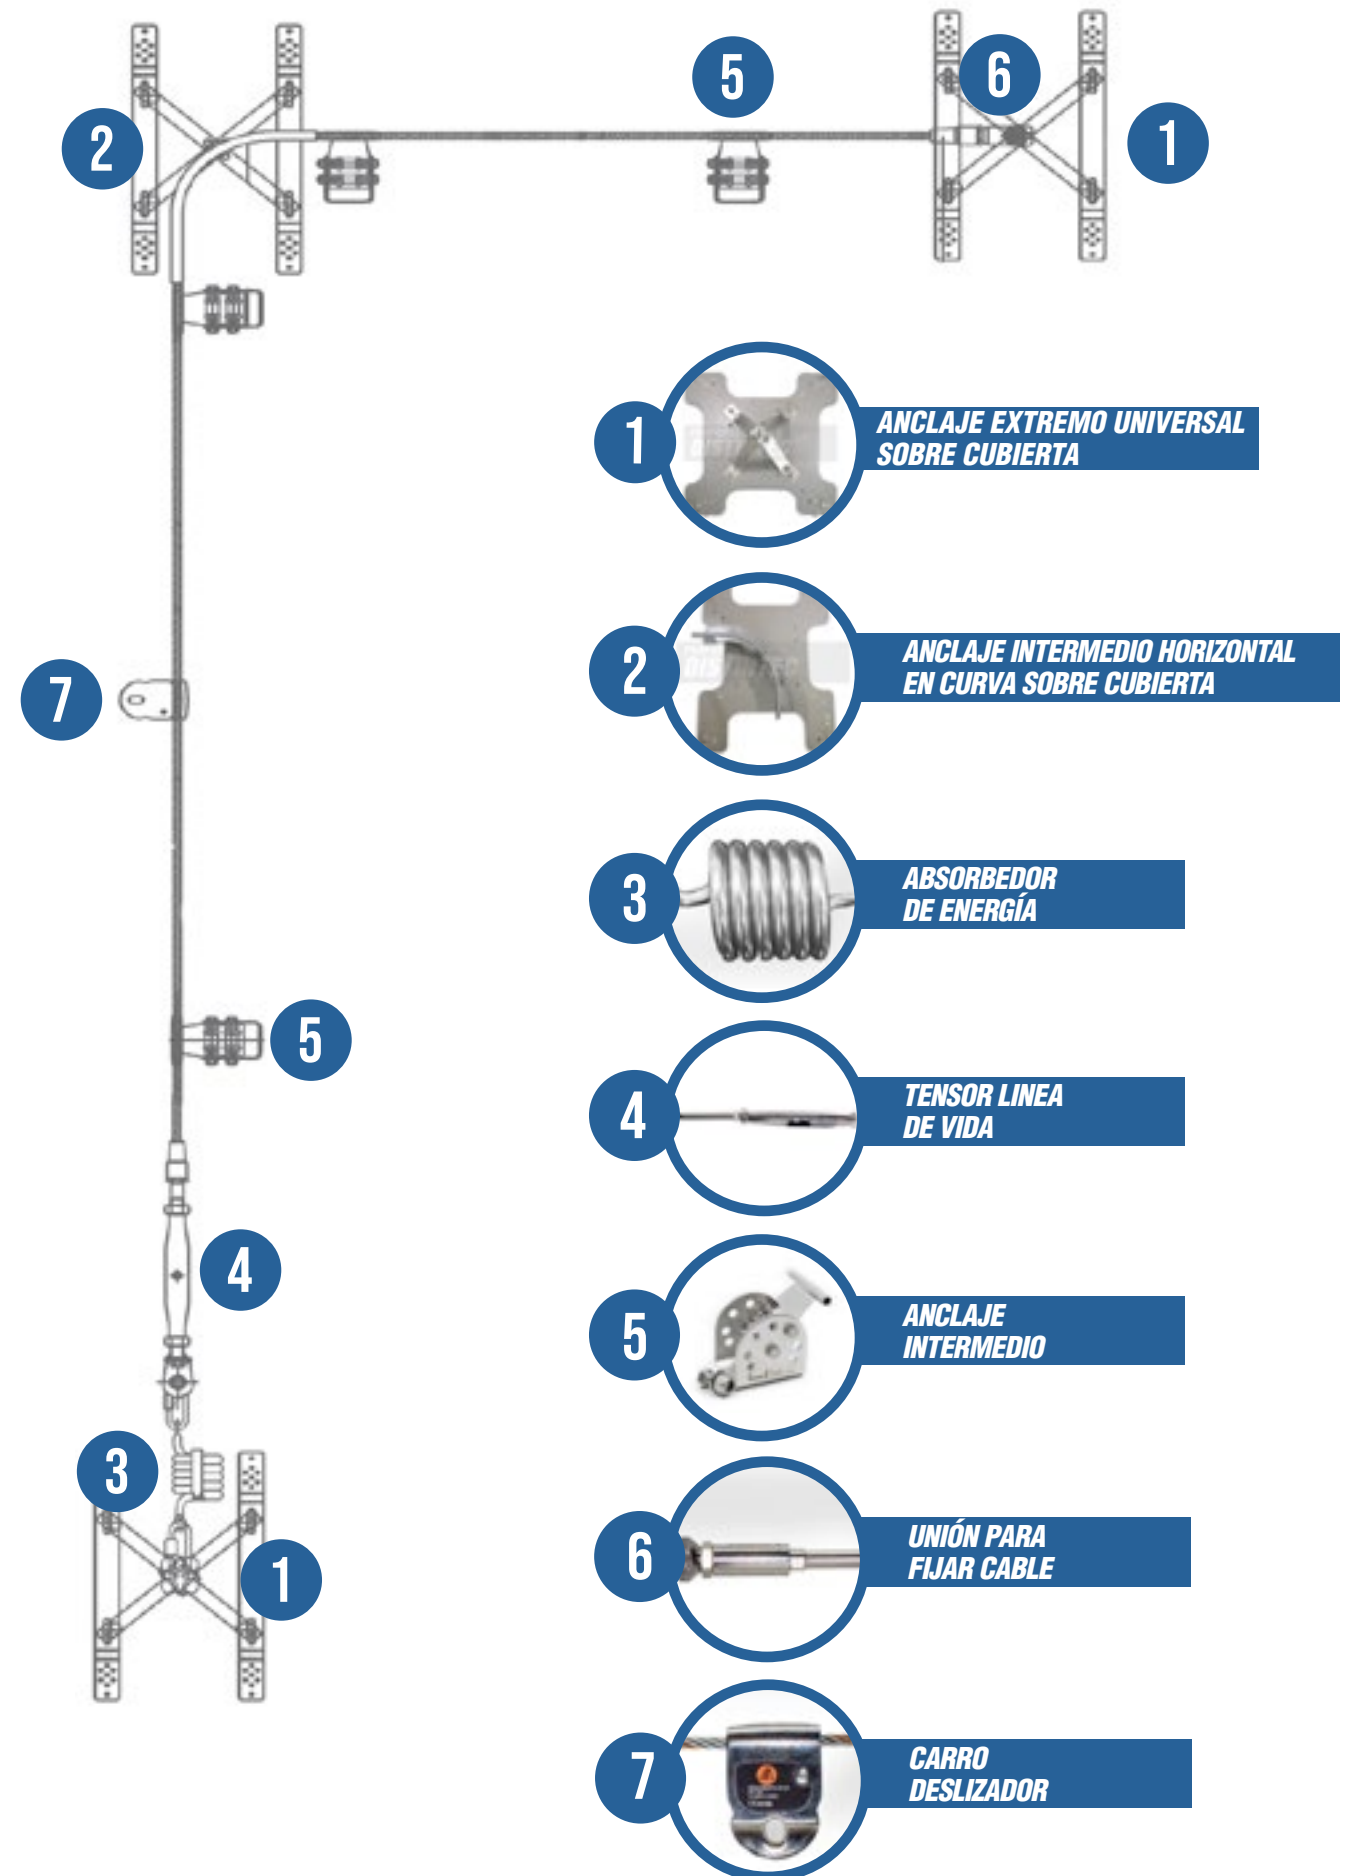 5
6
2
1
1
ANCLAJE EXTREMO UNIVERSAL
SOBRE CUBIERTA
2
ANCLAJE INTERMEDIO HORIZONTAL
EN CURVA SOBRE CUBIERTA
7
3
ABSORBEDOR
DE ENERGÍA
5
4
TENSOR LINEA
DE VIDA
4
5
ANCLAJE
INTERMEDIO
3
1
6
UNIÓN PARA
FIJAR CABLE
7
CARRO
DESLIZADOR